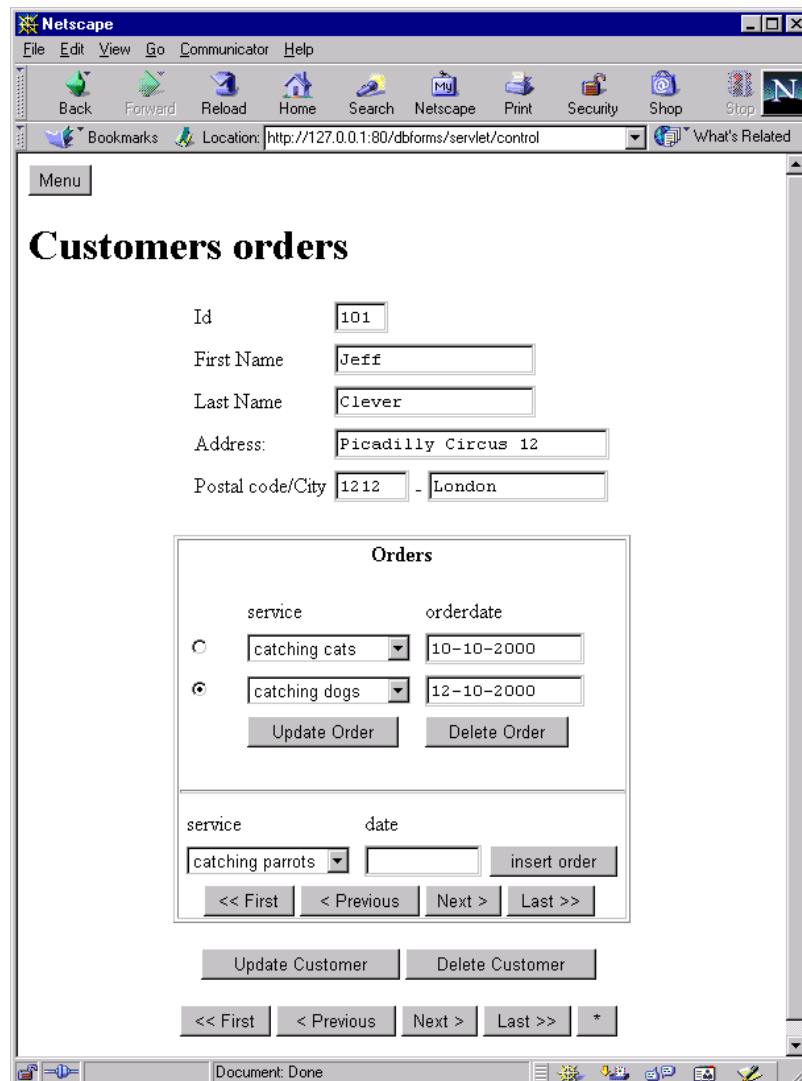 Netscape
File Edit View Go Communicator Help
My
N
Back Forward Reload Home Search Netscape Print Security Shop Stop
Bookmarks Location: http://127.0.0.1:80/dbforms/servlet/control What's Related
Menu
Customers orders
Id 101
First Name Jeff
Last Name Clever
Address: Picadilly Circus 12
Postal code/City 1212 - London
Orders
service orderdate
catching cats 10-10-2000
catching dogs 12-10-2000
Update Order Delete Order
service date
catching parrots insert order
<< First < Previous Next > Last >>
Update Customer Delete Customer
<< First < Previous Next > Last >> *
Document: Done